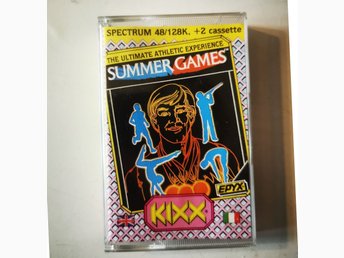 SPECTRUM 48/128K, +2 cassette
THE ULTIMATE ATHLETIC EXPERIENCE
SUMMER GAMES
EPYX
KIXX